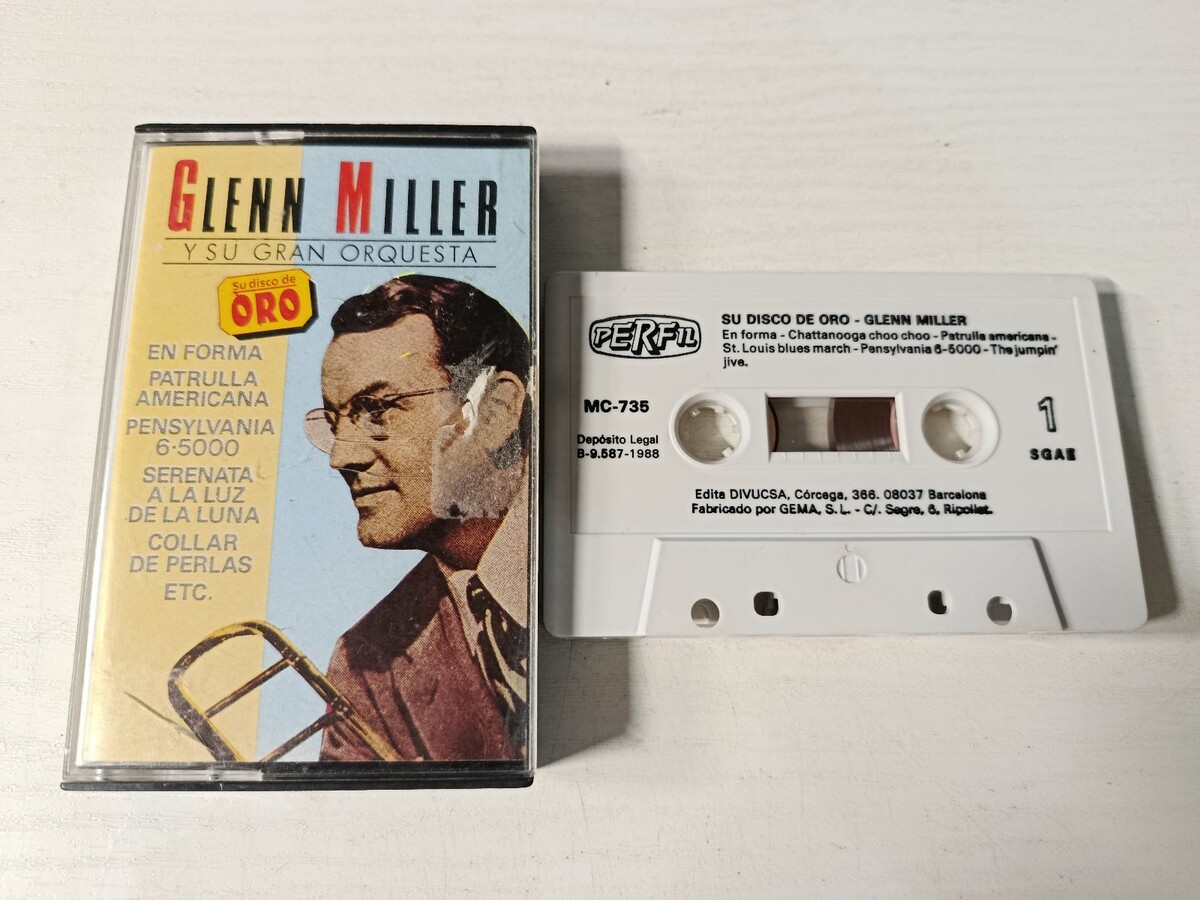 GLENN MILLER
Y SU GRAN ORQUESTA
Su disco de
ORO
EN FORMA
PATRULLA
AMERICANA
PENSYLVANIA
6-5000
SERENATA
A LA LUZ
DE LA LUNA
COLLAR
DE PERLAS
ETC.
PERFIL
SU DISCO DE ORO - GLENN MILLER
En forma - Chattanooga choo choo - Patrulla americana -
St. Louis blues march - Pensylvania 6-5000 - The jumpin'
jive.
MC-735
Depósito Legal
B-9.587-1988
1
SGAE
Edita DIVUCSA, Córcega, 366. 08037 Barcelona
Fabricado por GEMA, S. L. - C/. Segre, 6, Ripollet.